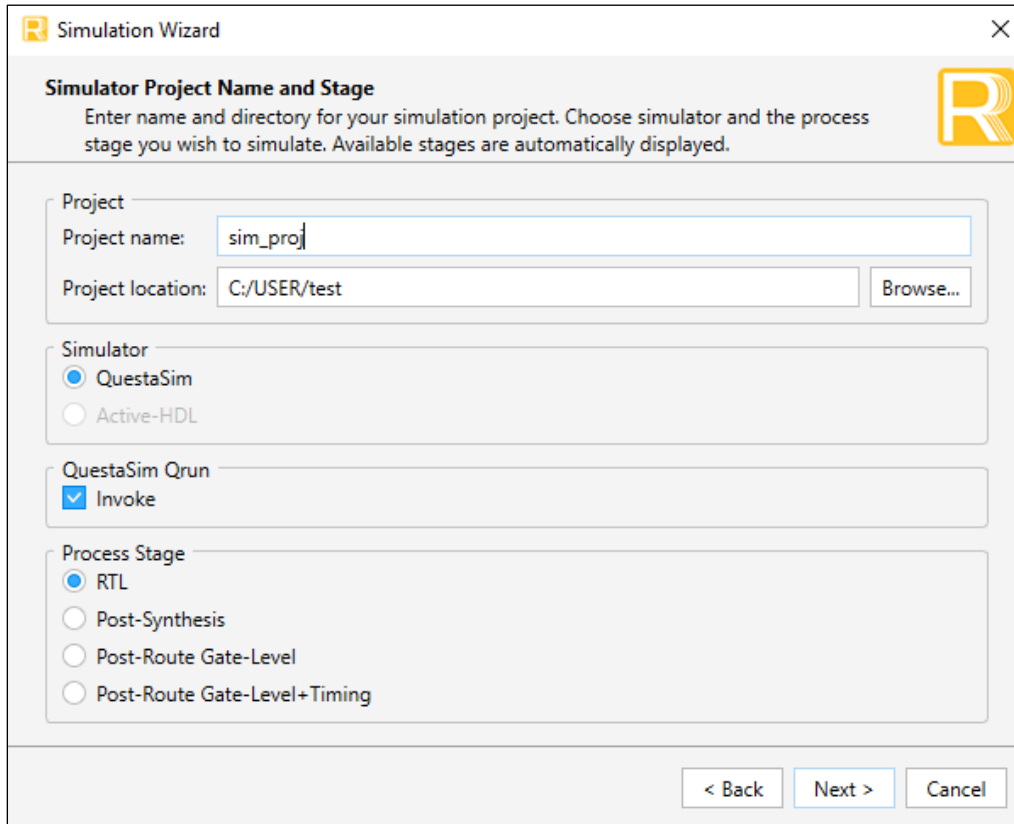 Simulation Wizard
Simulator Project Name and Stage
Enter name and directory for your simulation project. Choose simulator and the process
stage you wish to simulate. Available stages are automatically displayed.
R
Project
Project name: sim_proj
Project location: C:/USER/test Browse...
Simulator
QuestaSim
Active-HDL
QuestaSim Qrun
Invoke
Process Stage
RTL
Post-Synthesis
Post-Route Gate-Level
Post-Route Gate-Level+Timing
< Back Next > Cancel